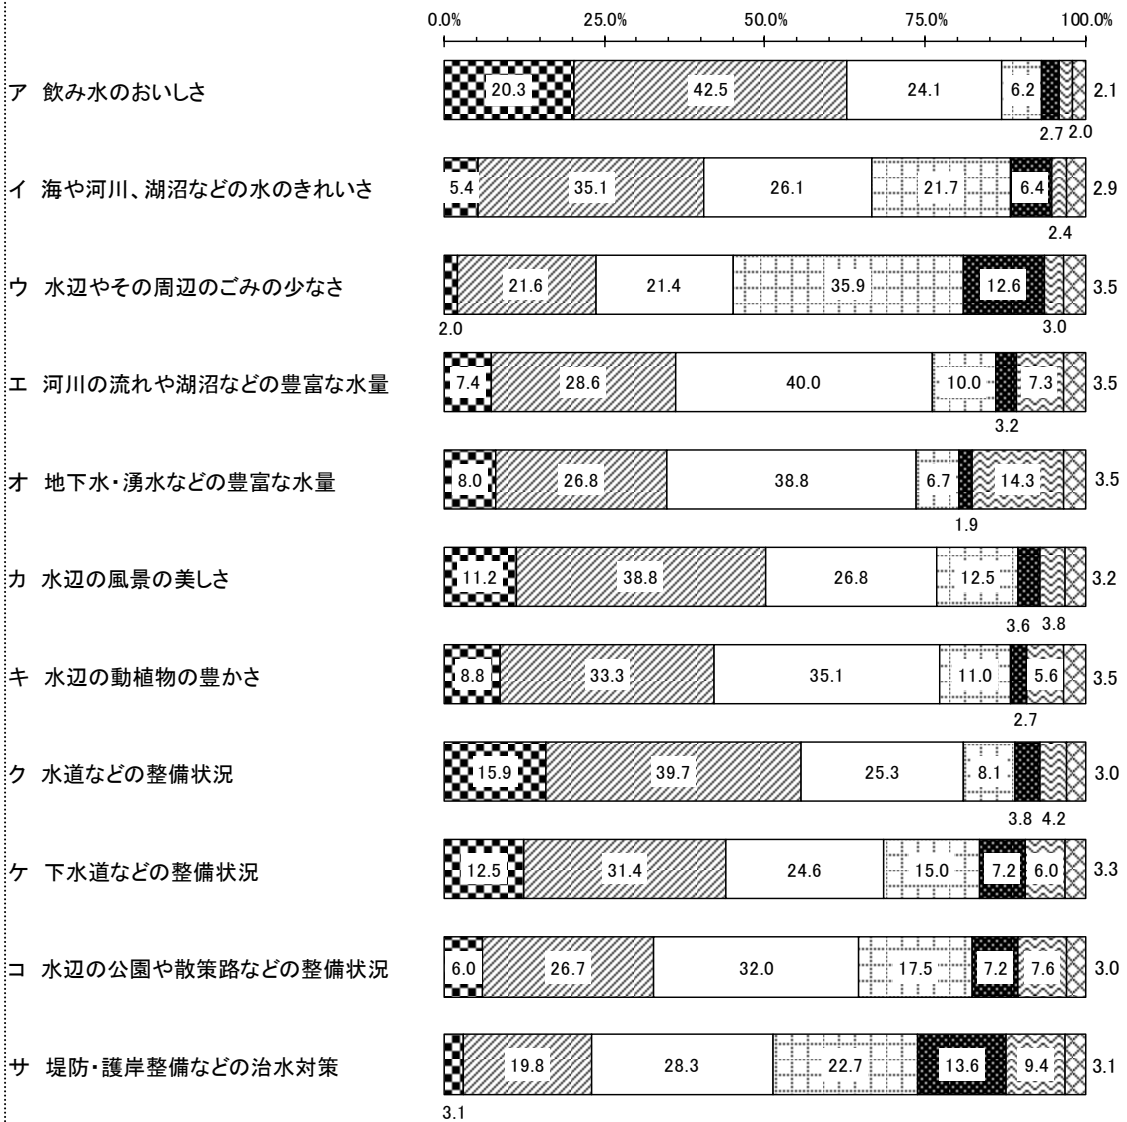 0.0% 25.0% 50.0% 75.0% 100.0%
ア 飲み水のおいしさ 20.3 42.5 24.1 6.2 2.1
2.7 2.0
イ 海や河川、湖沼などの水のきれいさ 5.4 35.1 26.1 21.7 6.4 2.9
2.4
ウ 水辺やその周辺のごみの少なさ 21.6 21.4 35.9 12.6 3.5
2.0 3.0
エ 河川の流れや湖沼などの豊富な水量 7.4 28.6 40.0 10.0 7.3 3.5
3.2
オ 地下水・湧水などの豊富な水量 8.0 26.8 38.8 6.7 14.3 3.5
1.9
カ 水辺の風景の美しさ 11.2 38.8 26.8 12.5 3.2
3.6 3.8
キ 水辺の動植物の豊かさ 8.8 33.3 35.1 11.0 5.6 3.5
2.7
ク 水道などの整備状況 15.9 39.7 25.3 8.1 3.0
3.8 4.2
ケ 下水道などの整備状況 12.5 31.4 24.6 15.0 7.2 6.0 3.3
コ 水辺の公園や散策路などの整備状況 6.0 26.7 32.0 17.5 7.2 7.6 3.0
サ 堤防・護岸整備などの治水対策 19.8 28.3 22.7 13.6 9.4 3.1
3.1